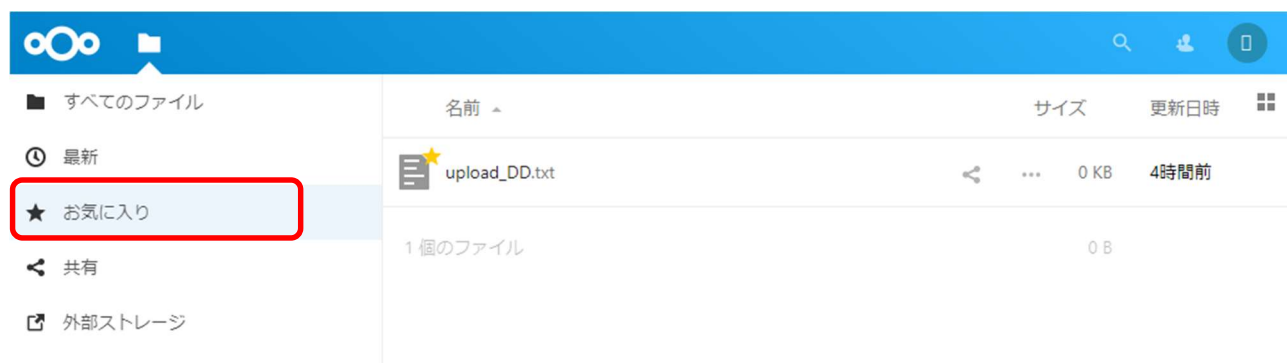 すべてのファイル
最新
お気に入り
共有
外部ストレージ
名前 サイズ 更新日時
upload_DD.txt 0 KB 4時間前
1 個のファイル 0 B